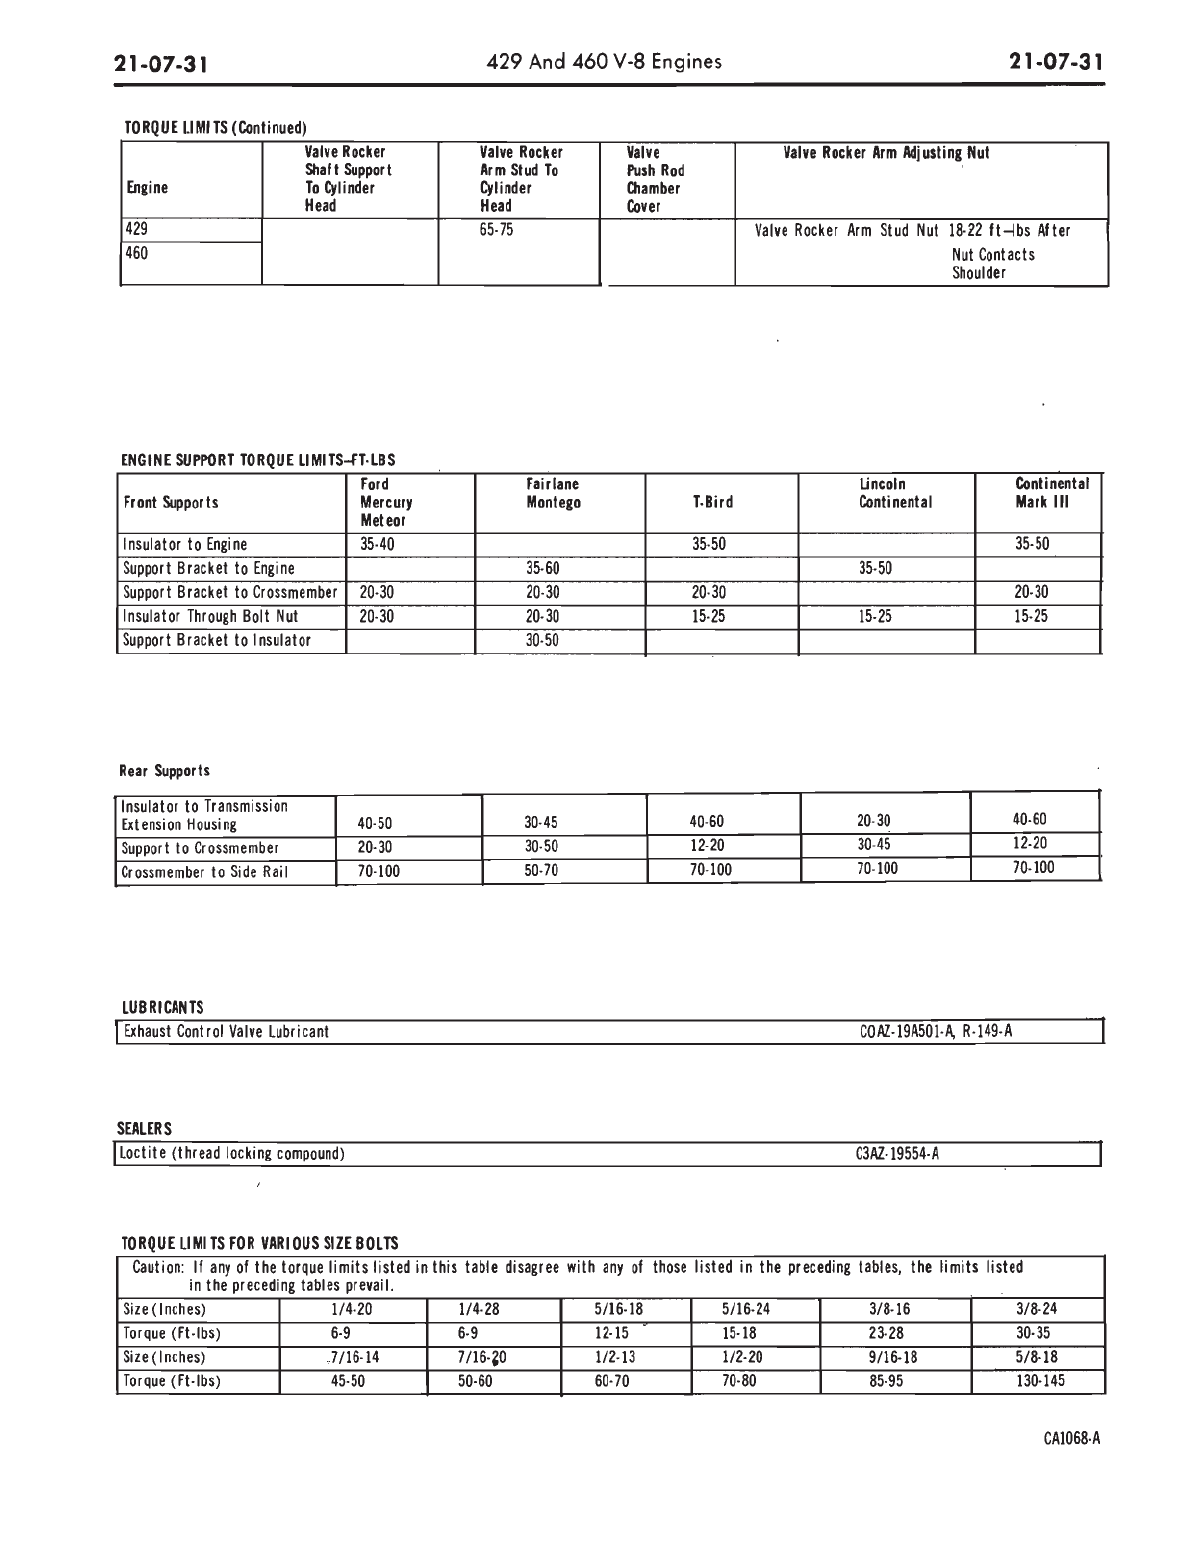 21-07-31 429 And 460 V-8 Engines 21-07-31
TORQUE LIMITS (Continued)
Engine Valve Rocker Shaft Support To Cylinder Head Valve Rocker Arm Stud To Cylinder Head Valve Push Rod Chamber Cover Valve Rocker Arm Adjusting Nut
429 65-75 Valve Rocker Arm Stud Nut 18-22 ft-lbs After
460 Nut Contacts
Shoulder
ENGINE SUPPORT TORQUE LIMITS-FT-LBS
Front Supports Ford Mercury Meteor Fairlane Montego T-Bird Lincoln Continental Continental Mark III
Insulator to Engine 35-40 35-50 35-50
Support Bracket to Engine 35-60 35-50
Support Bracket to Crossmember 20-30 20-30 20-30 20-30
Insulator Through Bolt Nut 20-30 20-30 15-25 15-25 15-25
Support Bracket to Insulator 30-50
Rear Supports
Insulator to Transmission
Extension Housing 40-50 30-45 40-60 20-30 40-60
Support to Crossmember 20-30 30-50 12-20 30-45 12-20
Crossmember to Side Rail 70-100 50-70 70-100 70-100 70-100
LUBRICANTS
Exhaust Control Valve Lubricant COAZ-19A501-A, R-149-A
SEALERS
Loctite (thread locking compound) C3AZ-19554-A
TORQUE LIMITS FOR VARIOUS SIZE BOLTS
Caution: If any of the torque limits listed in this table disagree with any of those listed in the preceding tables, the limits listed
in the preceding tables prevail.
Size (Inches) 1/4-20 1/4-28 5/16-18 5/16-24 3/8-16 3/8-24
Torque (Ft-lbs) 6-9 6-9 12-15 15-18 23-28 30-35
Size (Inches) 7/16-14 7/16-20 1/2-13 1/2-20 9/16-18 5/8-18
Torque (Ft-lbs) 45-50 50-60 60-70 70-80 85-95 130-145
CA1068-A